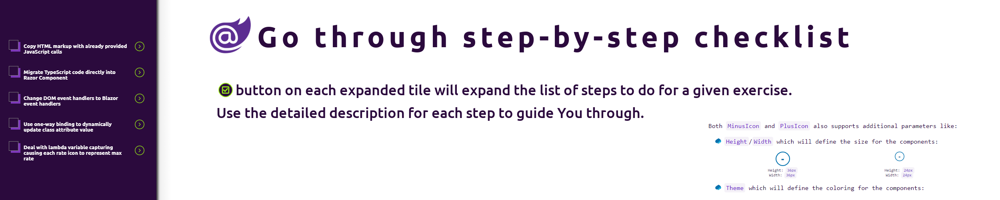 Copy HTML markup with already provided
JavaScript calls
Migrate TypeScript code directly into
Razor Component
Change DOM event handlers to Blazor
event handlers
Use one-way binding to dynamically
update class attribute value
Deal with lambda variable capturing
causing each rate icon to represent max
rate
@ Go through step-by-step checklist
button on each expanded tile will expand the list of steps to do for a given exercise.
Use the detailed description for each step to guide You through.
Both MinusIcon and PlusIcon also supports additional parameters like:
Height/Width which will define the size for the components:
- -
Height: 36px Height: 24px
Width: 36px Width: 24px
Theme which will define the coloring for the components: